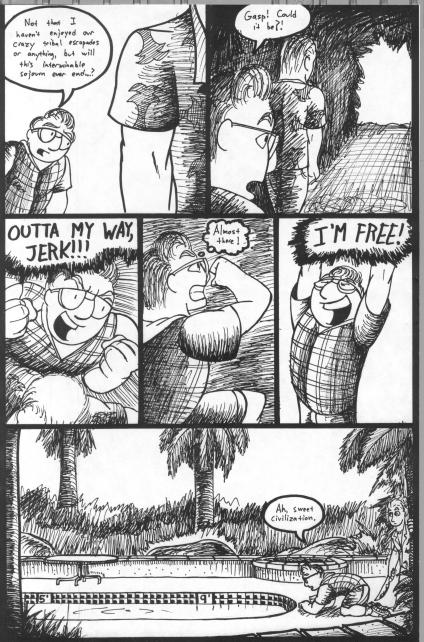 Not that I
haven't enjoyed our
crazy tribal escapades
or anything, but will
this interminable
sojourn ever end...?
Gasp! Could
it be?!
OUTTA MY WAY,
JERK!!!
Almost
there!
I'M FREE!
Ah, sweet
civilization.
5'
9'